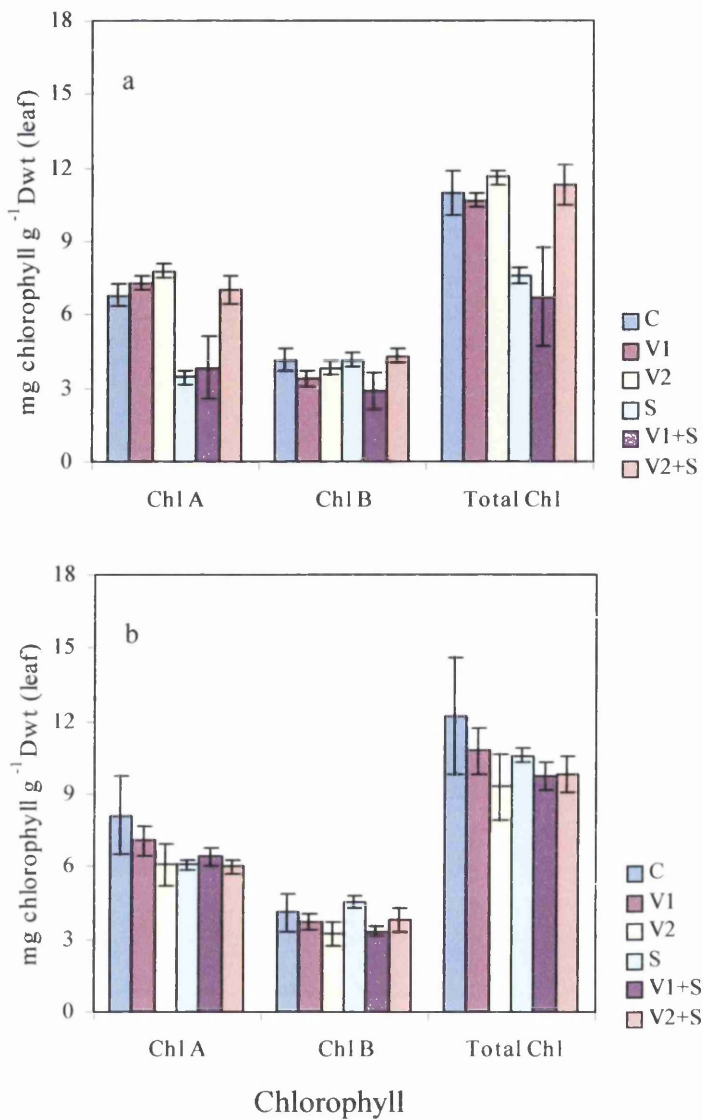 18
a
15
12
9
6
3
0
mg chlorophyll g -1 Dwt (leaf)
Chl A Chl B Total Chl
C
V1
V2
S
V1+S
V2+S
18
b
15
12
9
6
3
0
mg chlorophyll g -1 Dwt (leaf)
Chl A Chl B Total Chl
C
V1
V2
S
V1+S
V2+S
Chlorophyll